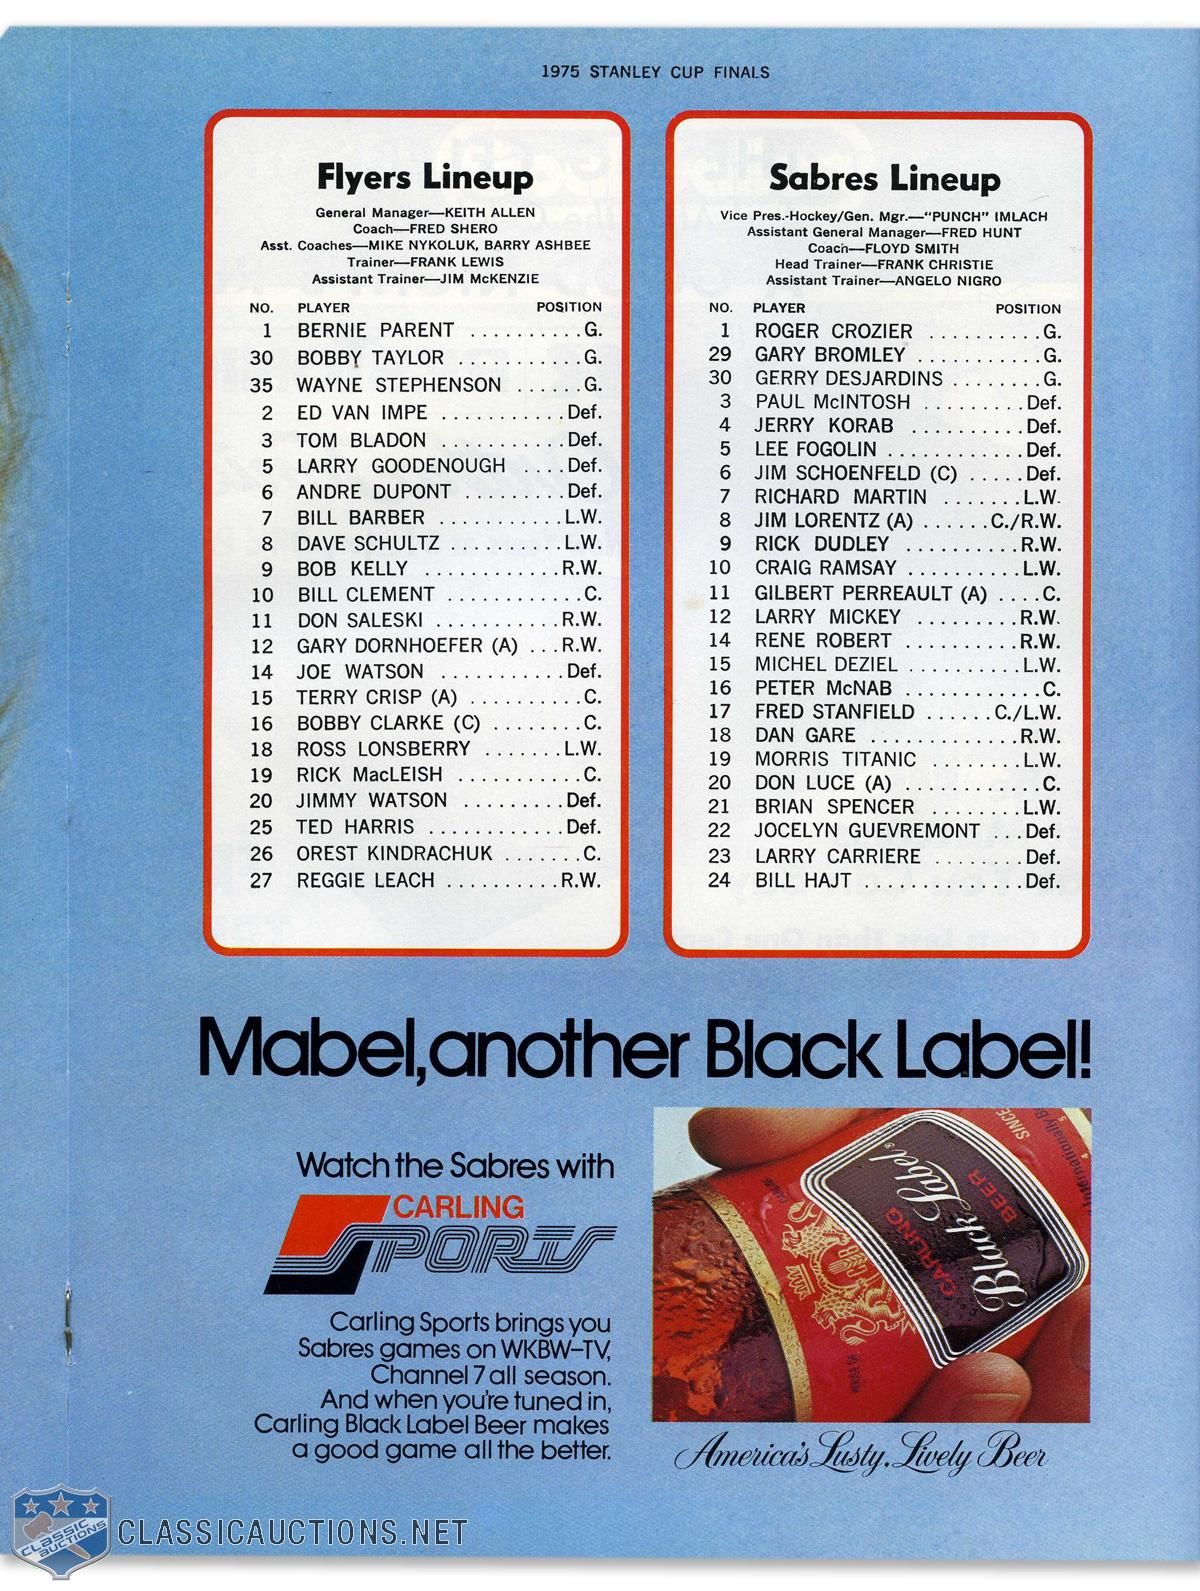 1975 STANLEY CUP FINALS
Flyers Lineup
General Manager—KEITH ALLEN
Coach—FRED SHERO
Asst. Coaches—MIKE NYKOLUK, BARRY ASHBEE
Trainer—FRANK LEWIS
Assistant Trainer—JIM McKENZIE
NO. PLAYER POSITION
1 BERNIE PARENT ..........G.
30 BOBBY TAYLOR ...........G.
35 WAYNE STEPHENSON ......G.
2 ED VAN IMPE ...........Def.
3 TOM BLADON ...........Def.
5 LARRY GOODENOUGH ....Def.
6 ANDRE DUPONT .........Def.
7 BILL BARBER ...........L.W.
8 DAVE SCHULTZ ..........L.W.
9 BOB KELLY ............R.W.
10 BILL CLEMENT ............C.
11 DON SALESKI ..........R.W.
12 GARY DORNHOEFER (A) ...R.W.
14 JOE WATSON ...........Def.
15 TERRY CRISP (A) ...........C.
16 BOBBY CLARKE (C) ........C.
18 ROSS LONSBERRY .......L.W.
19 RICK MacLEISH ...........C.
20 JIMMY WATSON .........Def.
25 TED HARRIS ............Def.
26 OREST KINDRACHUK .......C.
27 REGGIE LEACH ..........R.W.
Sabres Lineup
Vice Pres.-Hockey/Gen. Mgr.—“PUNCH” IMLACH
Assistant General Manager—FRED HUNT
Coach—FLOYD SMITH
Head Trainer—FRANK CHRISTIE
Assistant Trainer—ANGELO NIGRO
NO. PLAYER POSITION
1 ROGER CROZIER ..........G.
29 GARY BROMLEY ...........G.
30 GERRY DESJARDINS ........G.
3 PAUL McINTOSH .........Def.
4 JERRY KORAB ..........Def.
5 LEE FOGOLIN ............Def.
6 JIM SCHOENFELD (C) .....Def.
7 RICHARD MARTIN .......L.W.
8 JIM LORENTZ (A) ......C./R.W.
9 RICK DUDLEY ..........R.W.
10 CRAIG RAMSAY ..........L.W.
11 GILBERT PERREAULT (A) ....C.
12 LARRY MICKEY .........R.W.
14 RENE ROBERT ..........R.W.
15 MICHEL DEZIEL ..........L.W.
16 PETER McNAB ............C.
17 FRED STANFIELD ......C./L.W.
18 DAN GARE .............R.W.
19 MORRIS TITANIC ........L.W.
20 DON LUCE (A) ............C.
21 BRIAN SPENCER ........L.W.
22 JOCELYN GUEVREMONT ...Def.
23 LARRY CARRIERE ........Def.
24 BILL HAJT ..............Def.
Mabel, another Black Label!
Watch the Sabres with
CARLING
SPORTS
Carling Sports brings you
Sabres games on WKBW–TV,
Channel 7 all season.
And when you're tuned in,
Carling Black Label Beer makes
a good game all the better.
CARLING
Black Label®
BEER
SINCE
America's Lusty, Lively Beer
CLASSIC
AUCTIONS
CLASSICAUCTIONS.NET